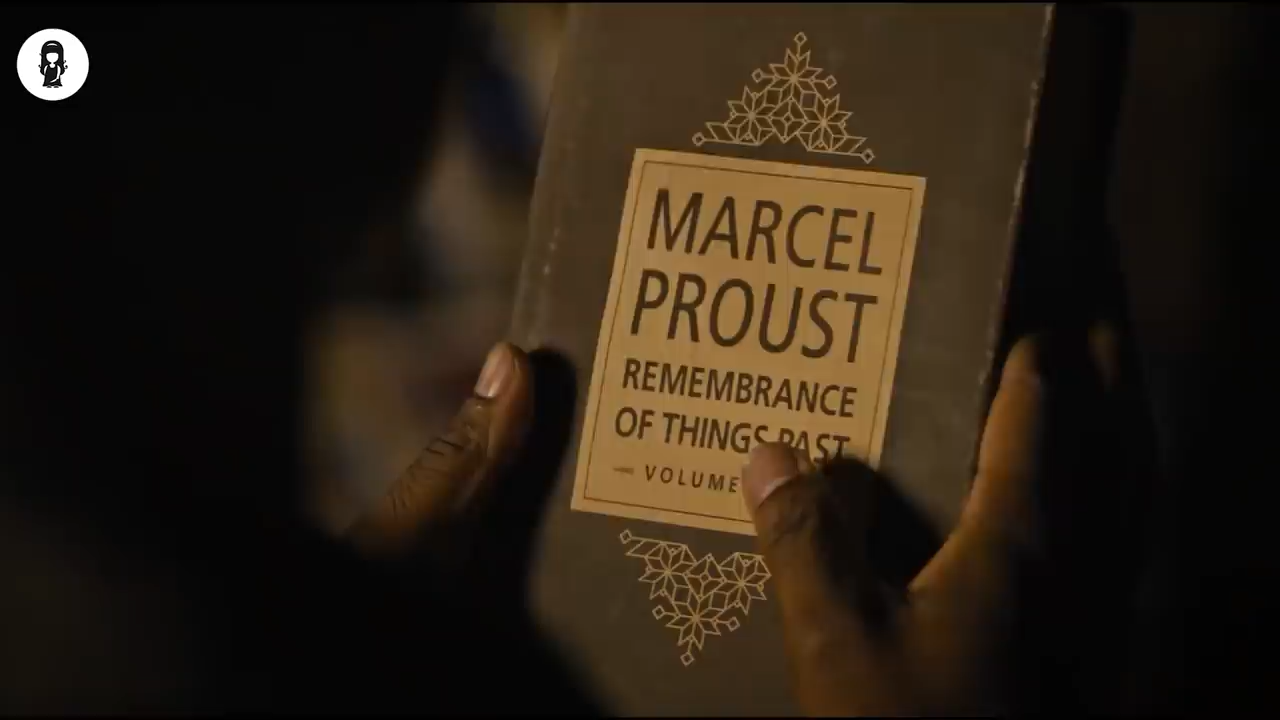 MARCEL
PROUST
REMEMBRANCE
OF THINGS PAST
VOLUME